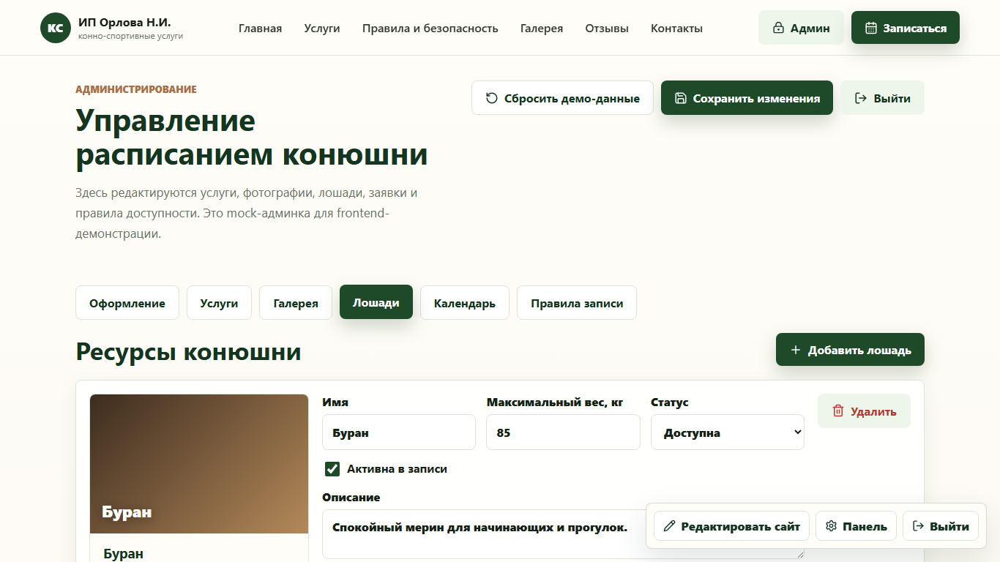 КС
ИП Орлова Н.И.
конно-спортивные услуги
Главная
Услуги
Правила и безопасность
Галерея
Отзывы
Контакты
Админ
Записаться
АДМИНИСТРИРОВАНИЕ
Управление
расписанием конюшни
Здесь редактируются услуги, фотографии, лошади, заявки и
правила доступности. Это mock-админка для frontend-
демонстрации.
Сбросить демо-данные
Сохранить изменения
Выйти
Оформление
Услуги
Галерея
Лошади
Календарь
Правила записи
Ресурсы конюшни
Добавить лошадь
Буран
Буран
Имя
Буран
Максимальный вес, кг
85
Статус
Доступна
Удалить
Активна в записи
Описание
Спокойный мерин для начинающих и прогулок.
Редактировать сайт
Панель
Выйти